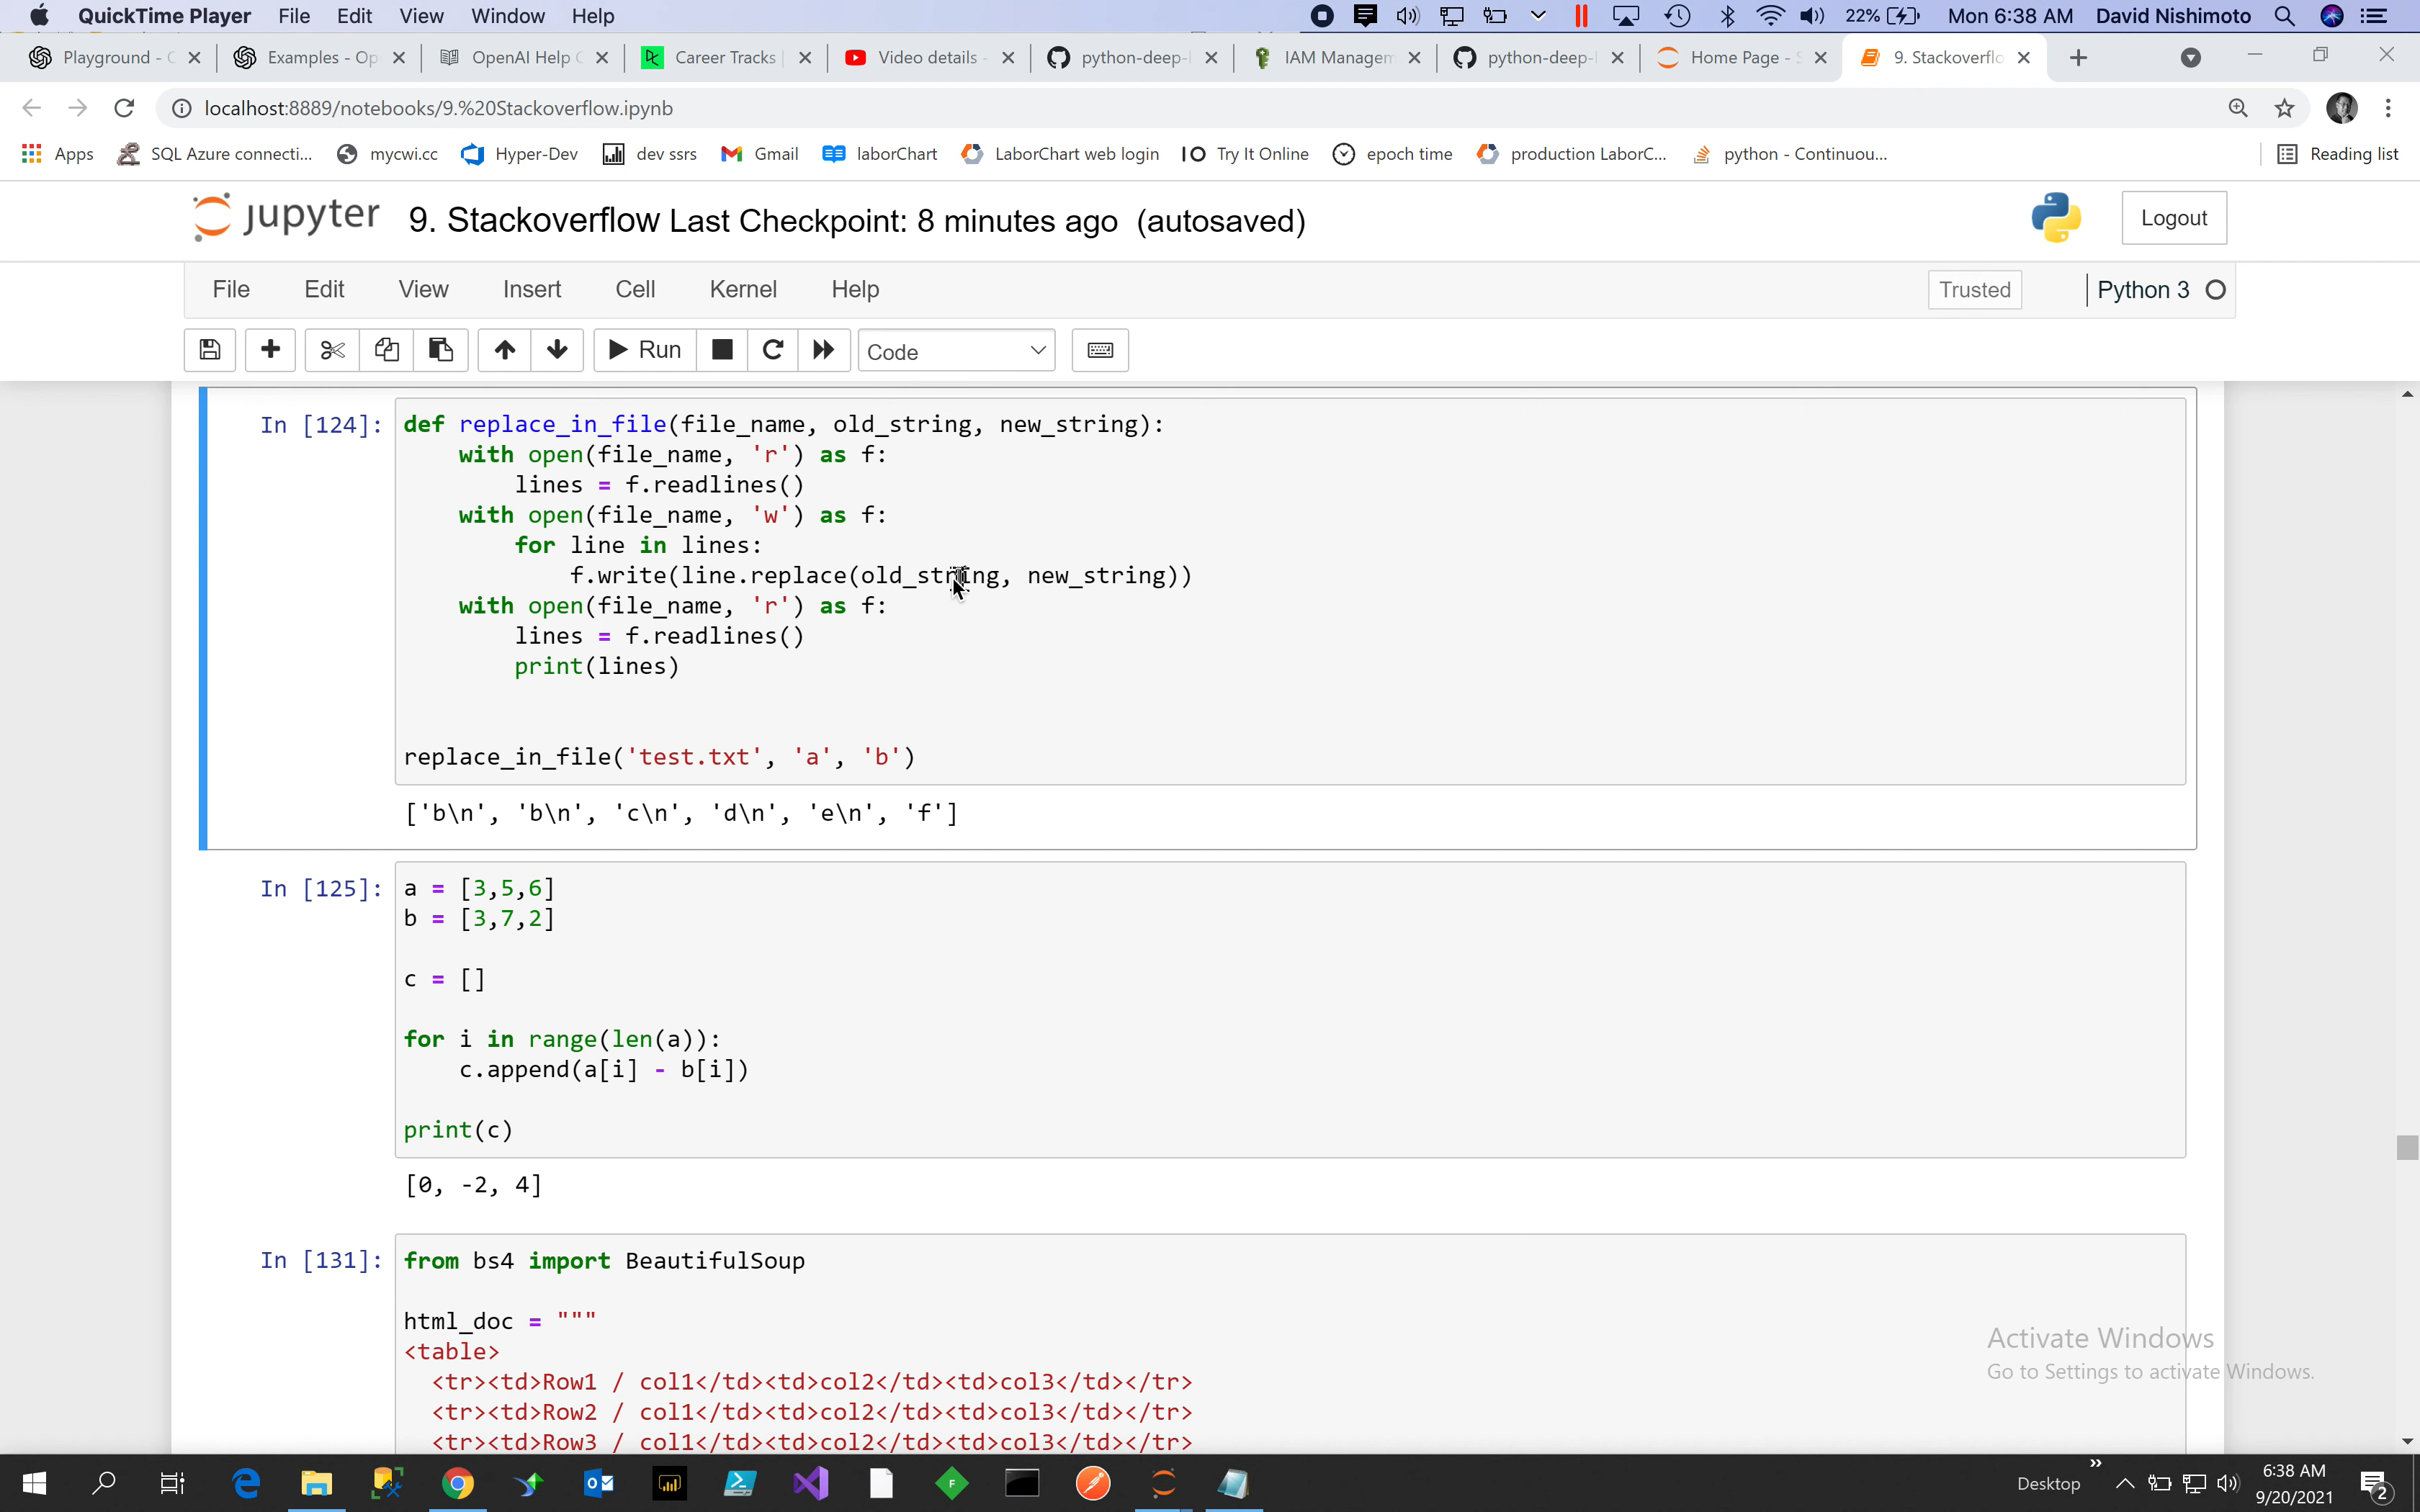 QuickTime Player File Edit View Window Help 22% Mon 6:38 AM David Nishimoto
Playground - Examples - Op OpenAI Help Career Tracks Video details - python-deep- IAM Managem python-deep- Home Page - 9. Stackoverflo
localhost:8889/notebooks/9.%20Stackoverflow.ipynb
Apps SQL Azure connecti... mycwi.cc Hyper-Dev dev ssrs Gmail laborChart LaborChart web login Try It Online epoch time production LaborC... python - Continuou... Reading list
jupyter 9. Stackoverflow Last Checkpoint: 8 minutes ago (autosaved) Logout
File Edit View Insert Cell Kernel Help Trusted Python 3
Run Code
In [124]: def replace_in_file(file_name, old_string, new_string):
with open(file_name, 'r') as f:
lines = f.readlines()
with open(file_name, 'w') as f:
for line in lines:
f.write(line.replace(old_string, new_string))
with open(file_name, 'r') as f:
lines = f.readlines()
print(lines)
replace_in_file('test.txt', 'a', 'b')
['b\n', 'b\n', 'c\n', 'd\n', 'e\n', 'f']
In [125]: a = [3,5,6]
b = [3,7,2]
c = []
for i in range(len(a)):
c.append(a[i] - b[i])
print(c)
[0, -2, 4]
In [131]: from bs4 import BeautifulSoup
html_doc = """
<table>
<tr><td>Row1 / col1</td><td>col2</td><td>col3</td></tr>
<tr><td>Row2 / col1</td><td>col2</td><td>col3</td></tr>
<tr><td>Row3 / col1</td><td>col2</td><td>col3</td></tr>
Activate Windows
Go to Settings to activate Windows.
Desktop 6:38 AM
9/20/2021 2